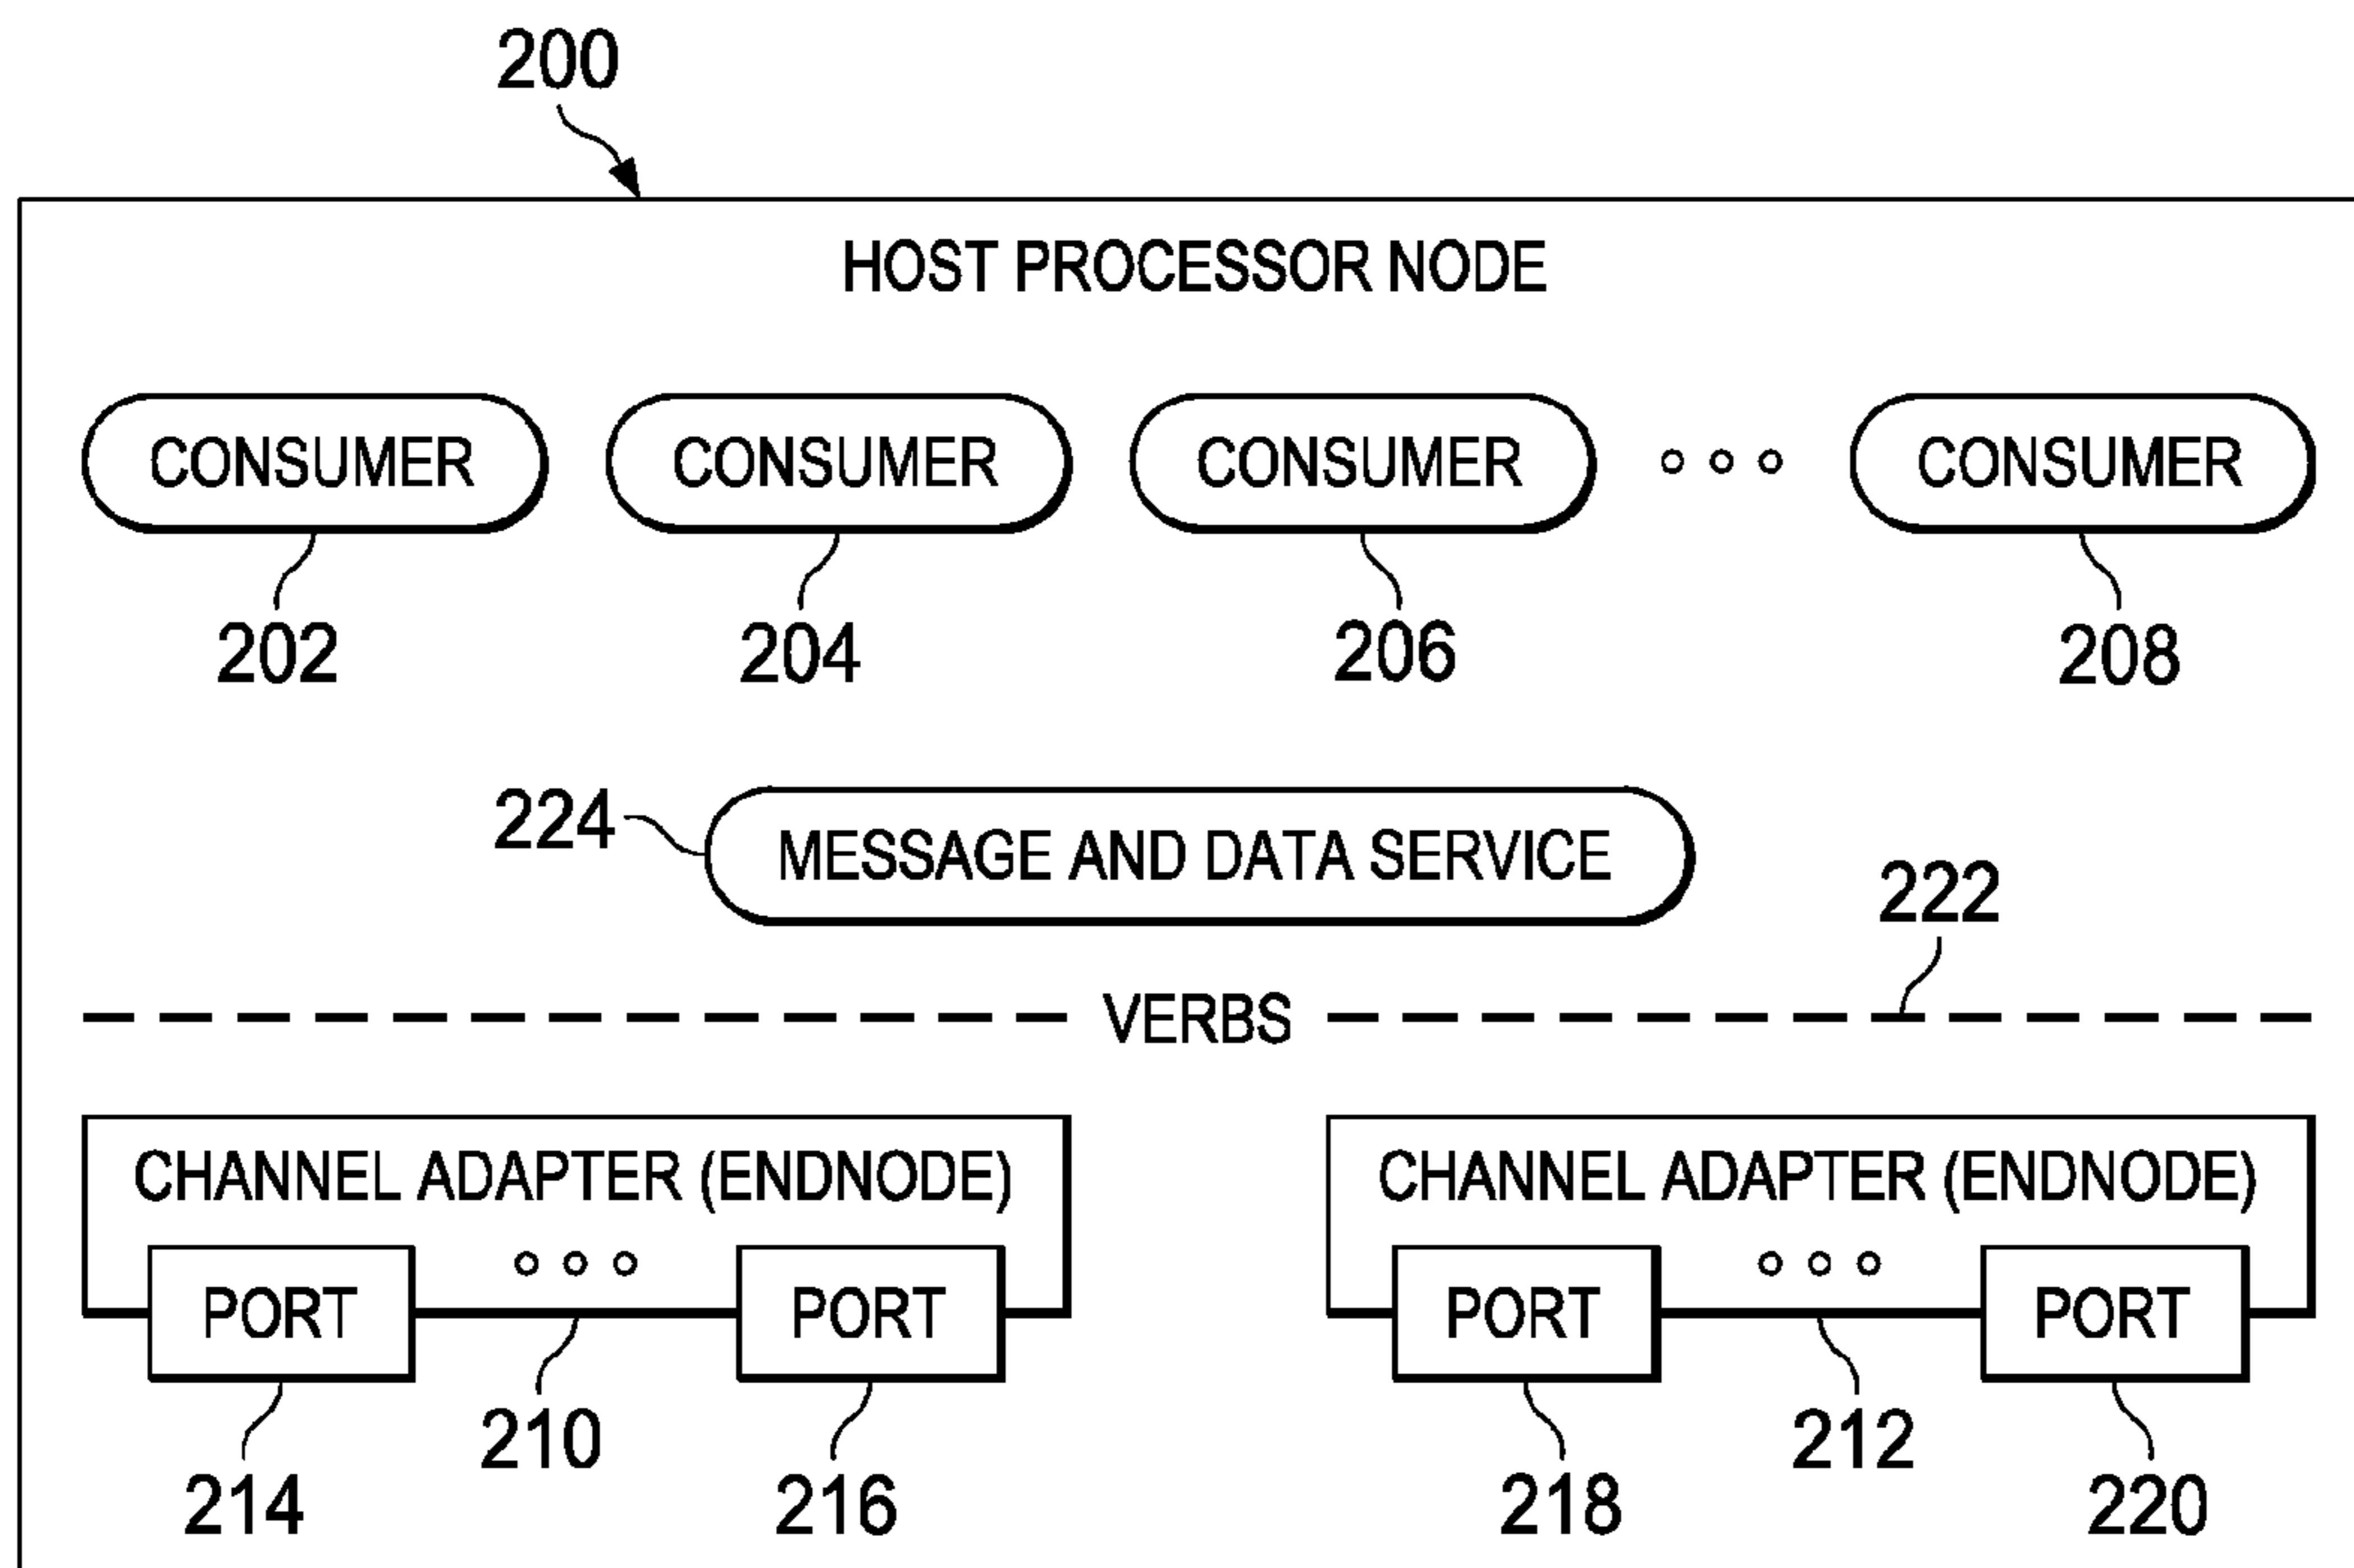 200
HOST PROCESSOR NODE
CONSUMER CONSUMER CONSUMER CONSUMER
202 204 206 208
224 MESSAGE AND DATA SERVICE
222
VERBS
CHANNEL ADAPTER (ENDNODE) CHANNEL ADAPTER (ENDNODE)
PORT PORT PORT PORT
210 212
214 216 218 220